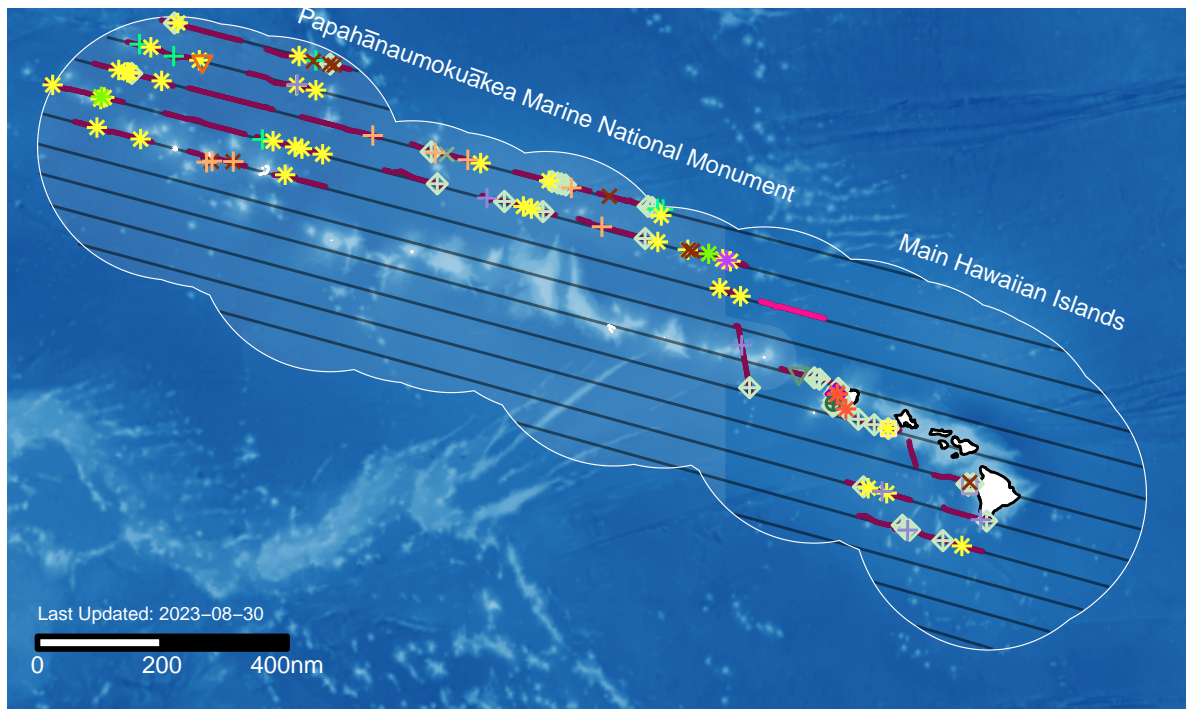 Papahānaumokuākea Marine National Monument
Main Hawaiian Islands
Last Updated: 2023–08–30
0 200 400nm